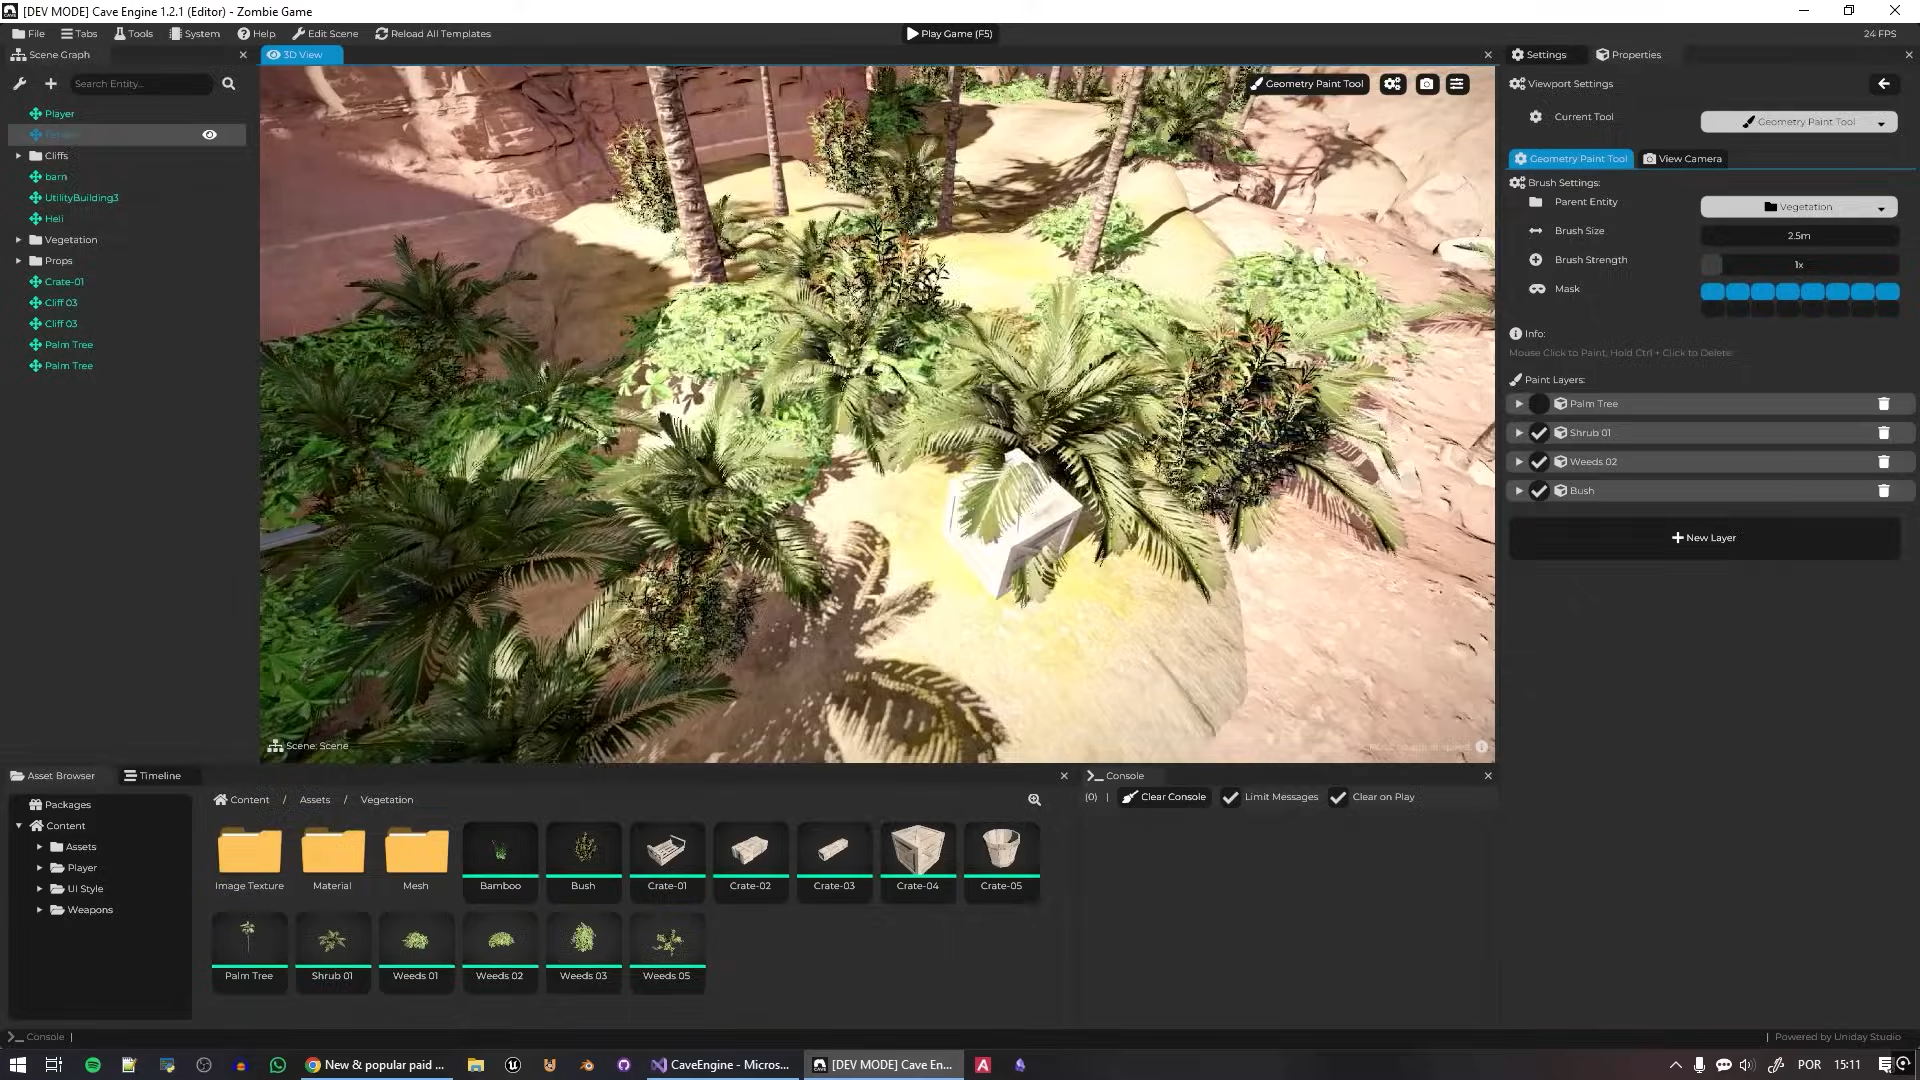 [DEV MODE] Cave Engine 1.2.1 (Editor) - Zombie Game
File Tabs Tools System Help Edit Scene Reload All Templates
Play Game (F5)
24 FPS
Scene Graph
3D View
Settings
Properties
Search Entity...
Player
Cliffs
barn
UtilityBuilding3
Heli
Vegetation
Props
Crate-01
Cliff 03
Cliff 03
Palm Tree
Palm Tree
Geometry Paint Tool
Scene: Scene
Viewport Settings
Current Tool
Geometry Paint Tool
Geometry Paint Tool
View Camera
Brush Settings:
Parent Entity
Vegetation
Brush Size
2.5m
Brush Strength
1x
Mask
Info:
Mouse Click to Paint, Hold Ctrl + Click to Delete.
Paint Layers:
Palm Tree
Shrub 01
Weeds 02
Bush
New Layer
Asset Browser
Timeline
Packages
Content
Assets
Player
UI Style
Weapons
Content / Assets / Vegetation
Image Texture
Material
Mesh
Bamboo
Bush
Crate-01
Crate-02
Crate-03
Crate-04
Crate-05
Palm Tree
Shrub 01
Weeds 01
Weeds 02
Weeds 03
Weeds 05
Console
(0) | Clear Console Limit Messages Clear on Play
Console |
| Powered by Uniday Studio
New & popular paid ...
CaveEngine - Micros...
[DEV MODE] Cave En...
POR
15:11